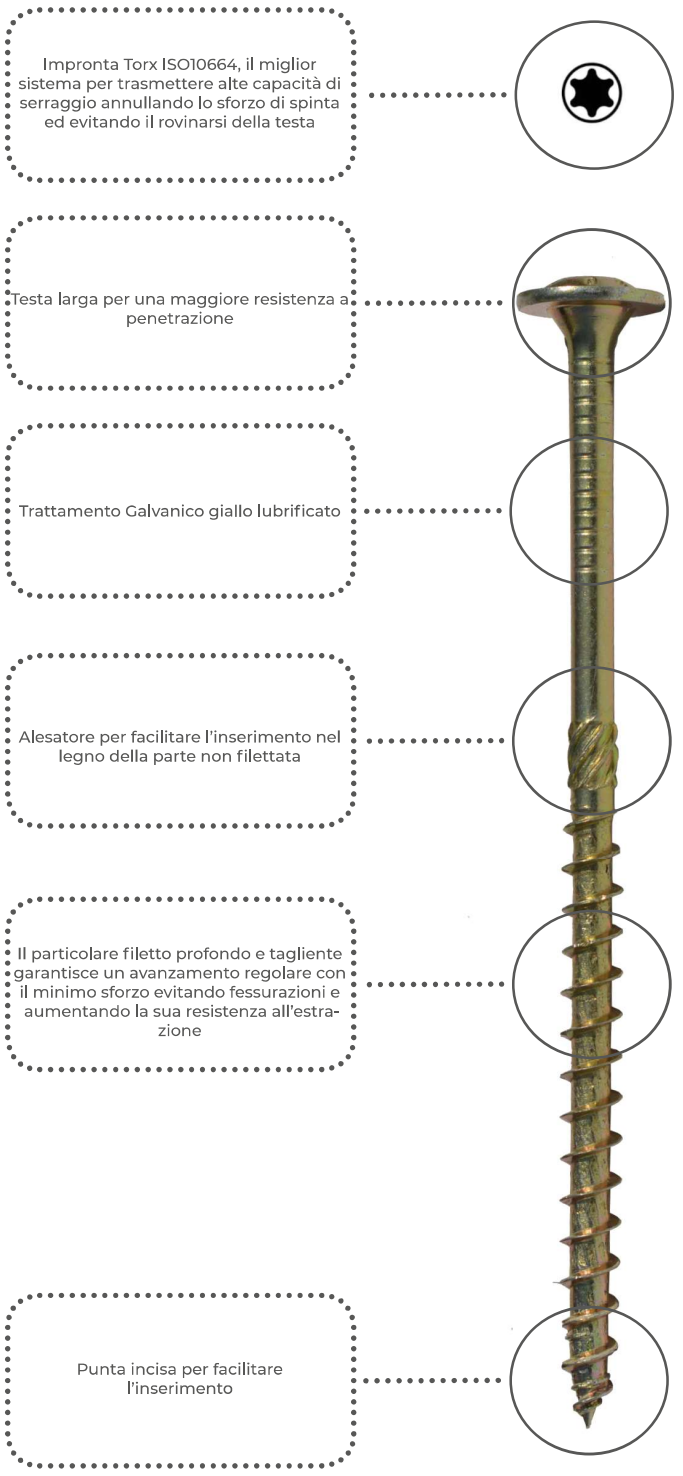 Impronta Torx ISO10664, il miglior
sistema per trasmettere alte capacità di
serraggio annullando lo sforzo di spinta
ed evitando il rovinarsi della testa
Testa larga per una maggiore resistenza a
penetrazione
Trattamento Galvanico giallo lubrificato
Alesatore per facilitare l'inserimento nel
legno della parte non filettata
Il particolare filetto profondo e tagliente
garantisce un avanzamento regolare con
il minimo sforzo evitando fessurazioni e
aumentando la sua resistenza all'estra-
zione
Punta incisa per facilitare
l'inserimento